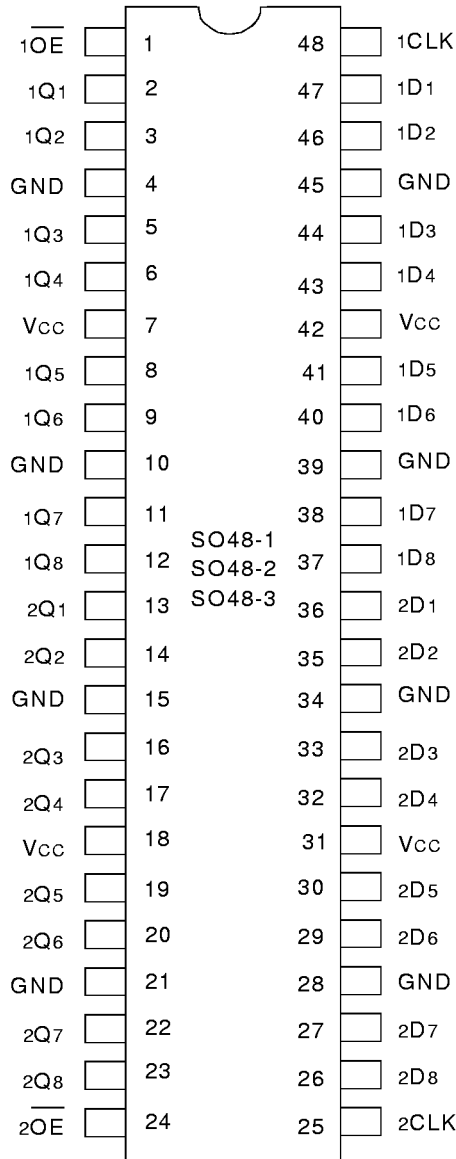 1OE 1 48 1CLK
1Q1 2 47 1D1
1Q2 3 46 1D2
GND 4 45 GND
1Q3 5 44 1D3
1Q4 6 43 1D4
VCC 7 42 VCC
1Q5 8 41 1D5
1Q6 9 40 1D6
GND 10 39 GND
1Q7 11 38 1D7
SO48-1
1Q8 12 SO48-2 37 1D8
SO48-3
2Q1 13 36 2D1
2Q2 14 35 2D2
GND 15 34 GND
2Q3 16 33 2D3
2Q4 17 32 2D4
VCC 18 31 VCC
2Q5 19 30 2D5
2Q6 20 29 2D6
GND 21 28 GND
2Q7 22 27 2D7
2Q8 23 26 2D8
2OE 24 25 2CLK